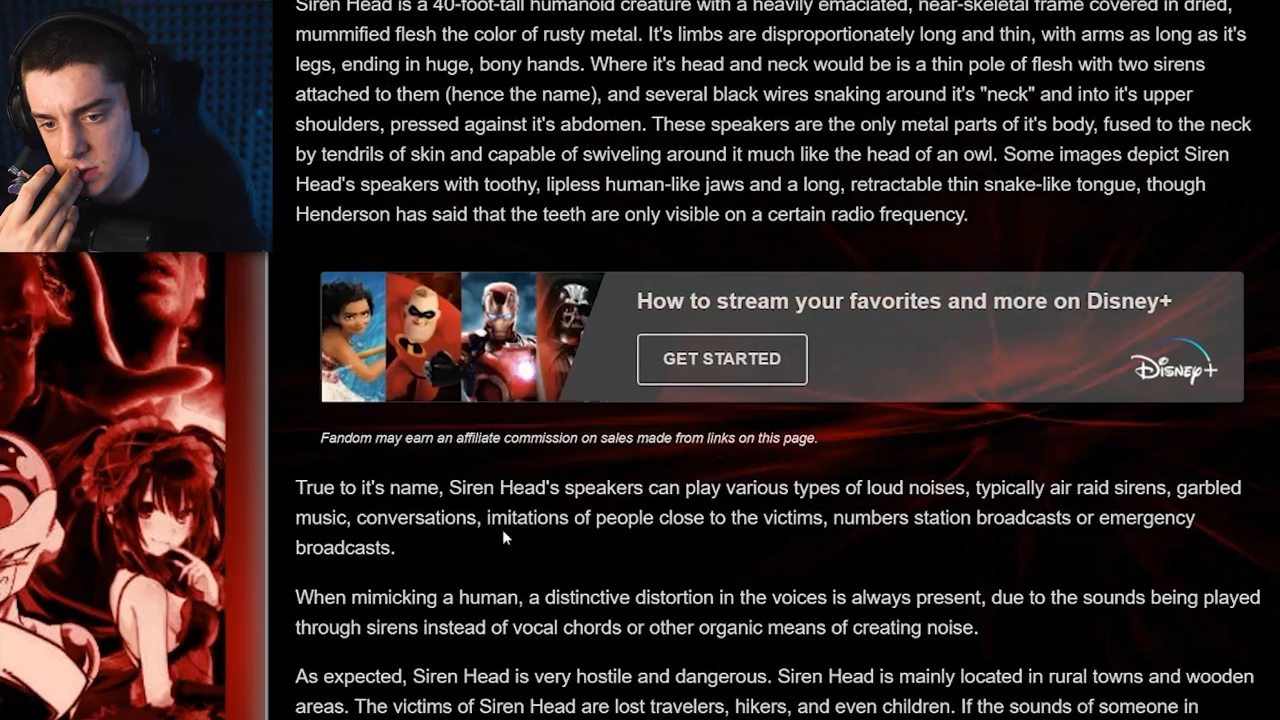 Siren Head is a 40-foot-tall humanoid creature with a heavily emaciated, near-skeletal frame covered in dried,
mummified flesh the color of rusty metal. It's limbs are disproportionately long and thin, with arms as long as it's
legs, ending in huge, bony hands. Where it's head and neck would be is a thin pole of flesh with two sirens
attached to them (hence the name), and several black wires snaking around it's "neck" and into it's upper
shoulders, pressed against it's abdomen. These speakers are the only metal parts of it's body, fused to the neck
by tendrils of skin and capable of swiveling around it much like the head of an owl. Some images depict Siren
Head's speakers with toothy, lipless human-like jaws and a long, retractable thin snake-like tongue, though
Henderson has said that the teeth are only visible on a certain radio frequency.
How to stream your favorites and more on Disney+
GET STARTED
Disney+
Fandom may earn an affiliate commission on sales made from links on this page.
True to it's name, Siren Head's speakers can play various types of loud noises, typically air raid sirens, garbled
music, conversations, imitations of people close to the victims, numbers station broadcasts or emergency
broadcasts.
When mimicking a human, a distinctive distortion in the voices is always present, due to the sounds being played
through sirens instead of vocal chords or other organic means of creating noise.
As expected, Siren Head is very hostile and dangerous. Siren Head is mainly located in rural towns and wooden
areas. The victims of Siren Head are lost travelers, hikers, and even children. If the sounds of someone in